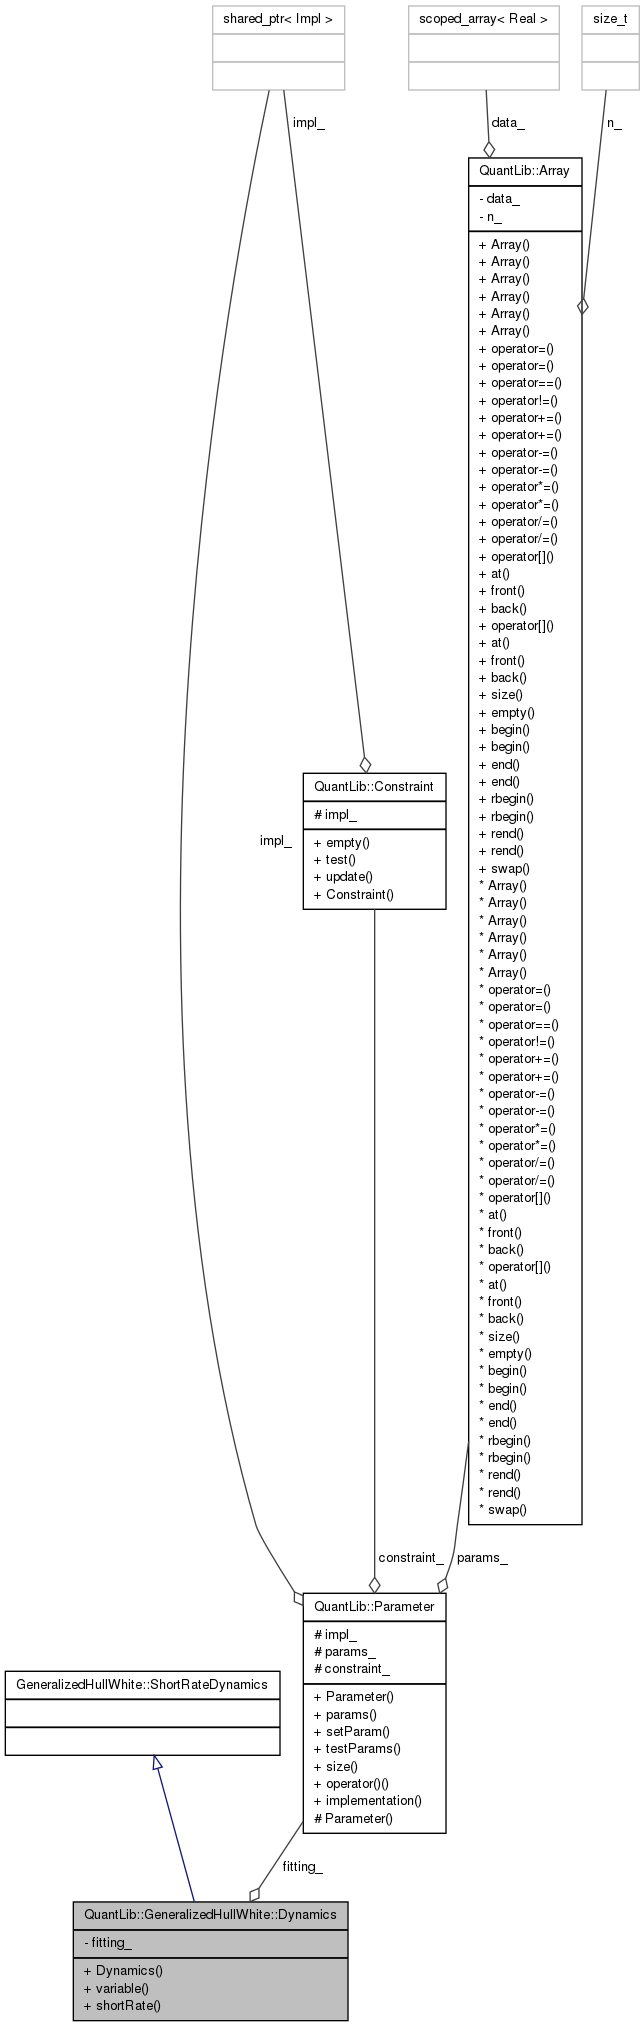 shared_ptr< Impl >
scoped_array< Real >
size_t
impl_
data_
n_
QuantLib::Array
- data_
- n_
+ Array()
+ Array()
+ Array()
+ Array()
+ Array()
+ Array()
+ operator=()
+ operator=()
+ operator==()
+ operator!=()
+ operator+=()
+ operator+=()
+ operator-=()
+ operator-=()
+ operator*=()
+ operator*=()
+ operator/=()
+ operator/=()
+ operator[]()
+ at()
+ front()
+ back()
+ operator[]()
+ at()
+ front()
+ back()
+ size()
+ empty()
+ begin()
+ begin()
+ end()
+ end()
+ rbegin()
+ rbegin()
+ rend()
+ rend()
+ swap()
* Array()
* Array()
* Array()
* Array()
* Array()
* Array()
* operator=()
* operator=()
* operator==()
* operator!=()
* operator+=()
* operator+=()
* operator-=()
* operator-=()
* operator*=()
* operator*=()
* operator/=()
* operator/=()
* operator[]()
* at()
* front()
* back()
* operator[]()
* at()
* front()
* back()
* size()
* empty()
* begin()
* begin()
* end()
* end()
* rbegin()
* rbegin()
* rend()
* rend()
* swap()
QuantLib::Constraint
# impl_
+ empty()
+ test()
+ update()
+ Constraint()
impl_
constraint_
params_
QuantLib::Parameter
# impl_
# params_
# constraint_
+ Parameter()
+ params()
+ setParam()
+ testParams()
+ size()
+ operator()()
+ implementation()
# Parameter()
GeneralizedHullWhite::ShortRateDynamics
fitting_
QuantLib::GeneralizedHullWhite::Dynamics
- fitting_
+ Dynamics()
+ variable()
+ shortRate()